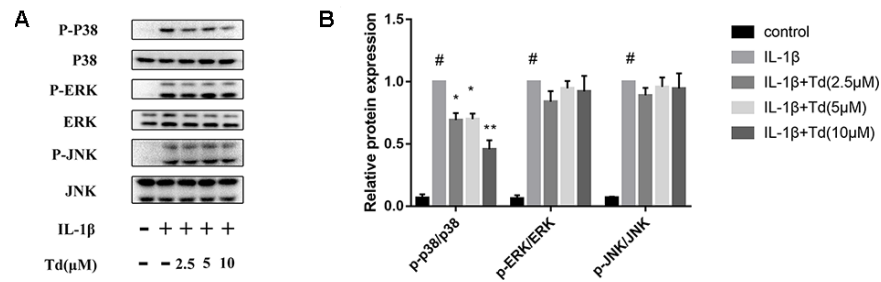 A
P-P38
P38
P-ERK
ERK
P-JNK
JNK
IL-1β - + + + +
Td(μM) - - 2.5 5 10
B
Relative protein expression
1.5
1.0
0.5
0.0
# * * **
#
#
p-p38/p38
p-ERK/ERK
p-JNK/JNK
control
IL-1β
IL-1β+Td(2.5μM)
IL-1β+Td(5μM)
IL-1β+Td(10μM)